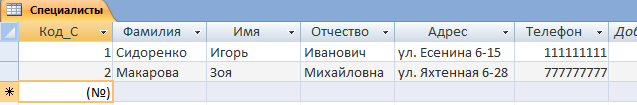 Специалисты
Код_С Фамилия Имя Отчество Адрес Телефон Доб
1 Сидоренко Игорь Иванович ул. Есенина 6-15 111111111
2 Макарова Зоя Михайловна ул. Яхтенная 6-28 777777777
(№)